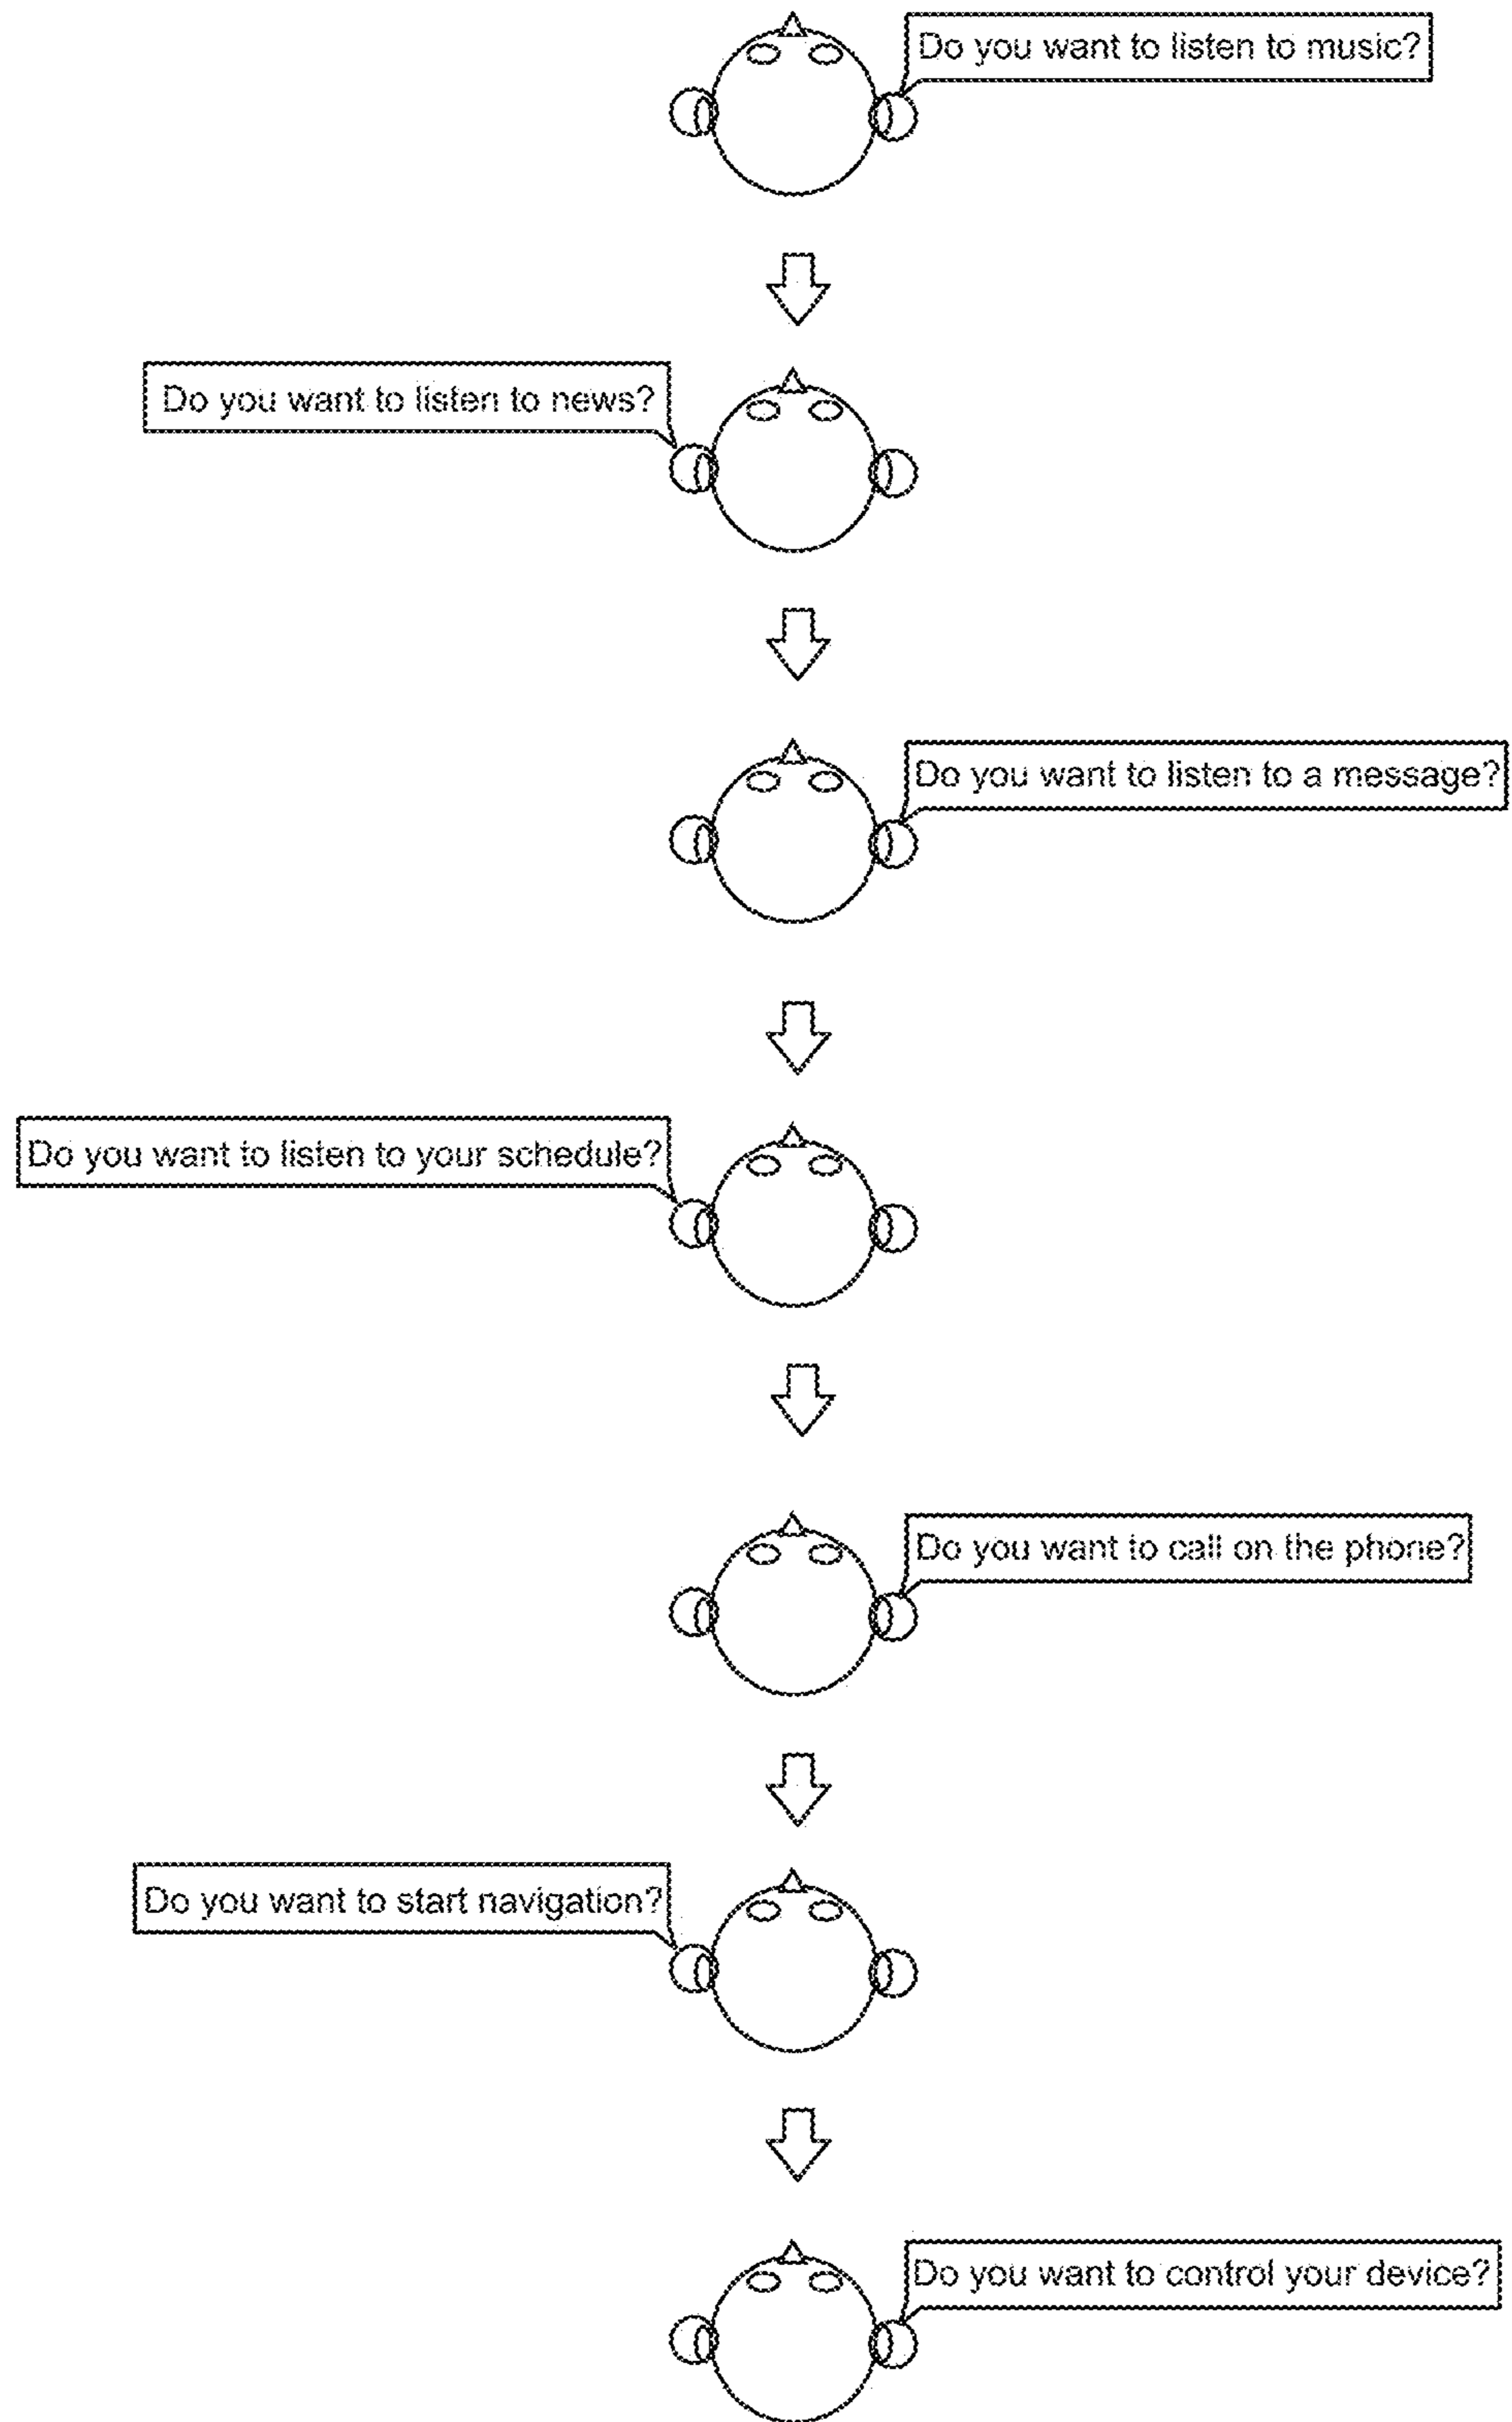 Do you want to listen to music?
Do you want to listen to news?
Do you want to listen to a message?
Do you want to listen to your schedule?
Do you want to call on the phone?
Do you want to start navigation?
Do you want to control your device?